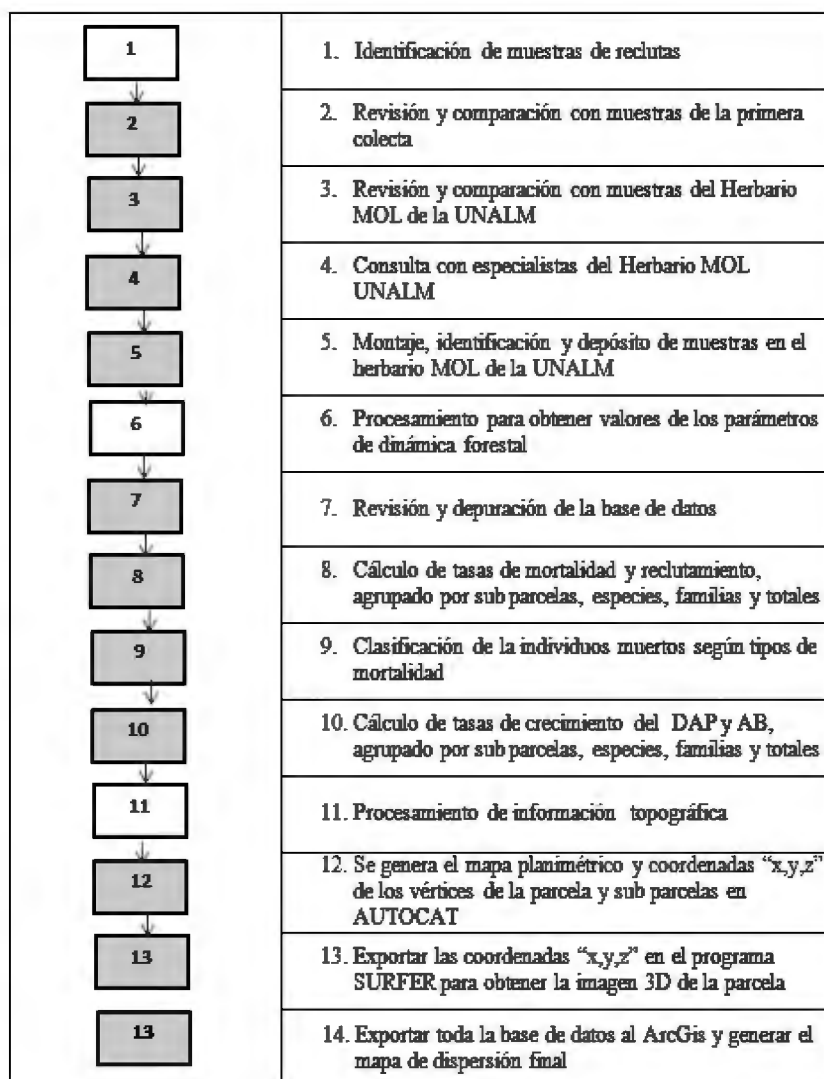 1
1. Identificación de muestras de reclutas
2
2. Revisión y comparación con muestras de la primera
colecta
3
3. Revisión y comparación con muestras del Herbario
MOL de la UNALM
4
4. Consulta con especialistas del Herbario MOL
UNALM
5
5. Montaje, identificación y depósito de muestras en el
herbario MOL de la UNALM
6
6. Procesamiento para obtener valores de los parámetros
de dinámica forestal
7
7. Revisión y depuración de la base de datos
8
8. Cálculo de tasas de mortalidad y reclutamiento,
agrupado por sub parcelas, especies, familias y totales
9
9. Clasificación de la individuos muertos según tipos de
mortalidad
10
10. Cálculo de tasas de crecimiento del DAP y AB,
agrupado por sub parcelas, especies, familias y totales
11
11. Procesamiento de información topográfica
12
12. Se genera el mapa planimétrico y coordenadas “x,y,z”
de los vértices de la parcela y sub parcelas en
AUTOCAT
13
13. Exportar las coordenadas “x,y,z” en el programa
SURFER para obtener la imagen 3D de la parcela
13
14. Exportar toda la base de datos al ArcGis y generar el
mapa de dispersión final